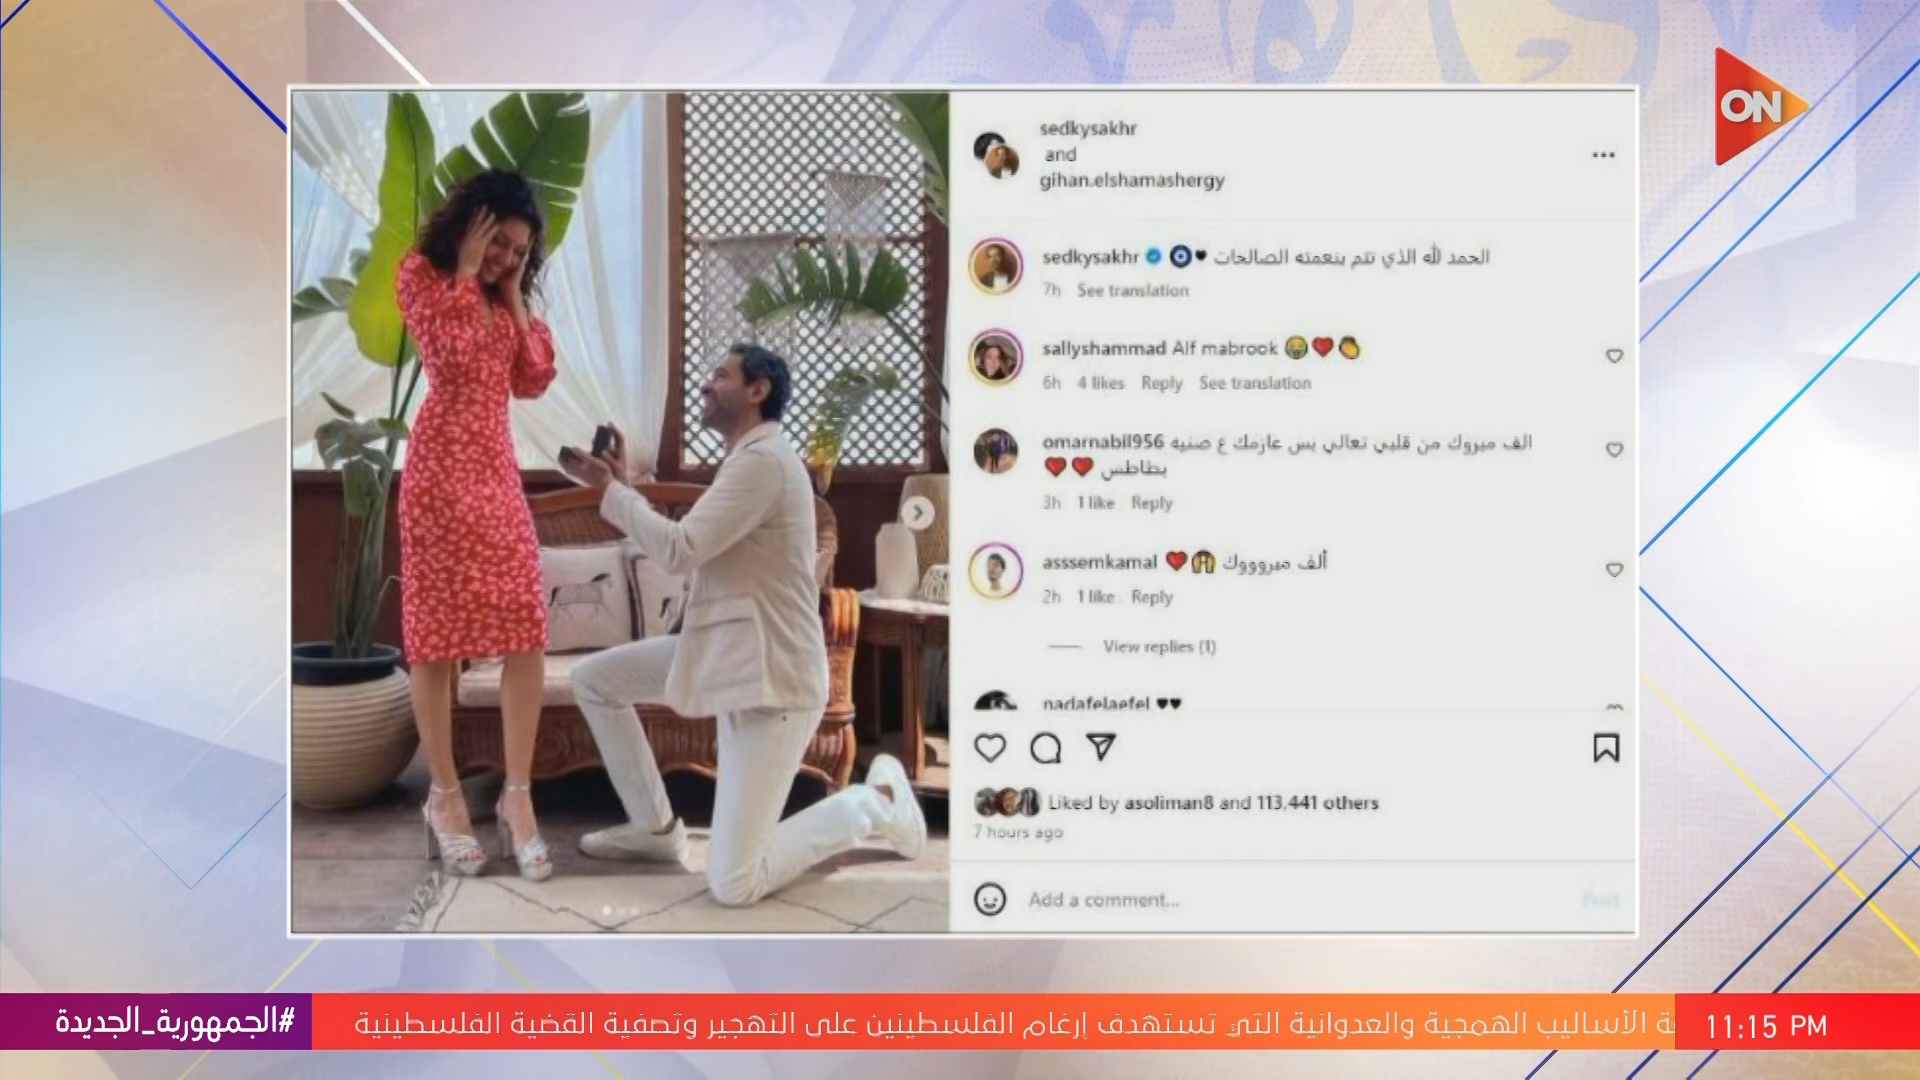 ON
sedkysakhr
and
gihan.elshamashergy
sedkysakhr الحمد لله الذي تتم بنعمته الصالحات
7h See translation
sallyshammad Alf mabrook 😭❤️👏
6h 4 likes Reply See translation
omarnabil956 الف مبروك من قلبي تعالي بس عازمك ع صنيه
بطاطس ❤️❤️
3h 1 like Reply
asssemkamal ألف مبروووك
2h 1 like Reply
View replies (1)
nadafelaefel ♥♥
Liked by asoliman8 and 113,441 others
7 hours ago
Add a comment...
Post
#الجمهورية_الجديدة
الأساليب الهمجية والعدوانية التي تستهدف إرغام الفلسطينين على التهجير وتصفية القضية الفلسطينية
11:15 PM